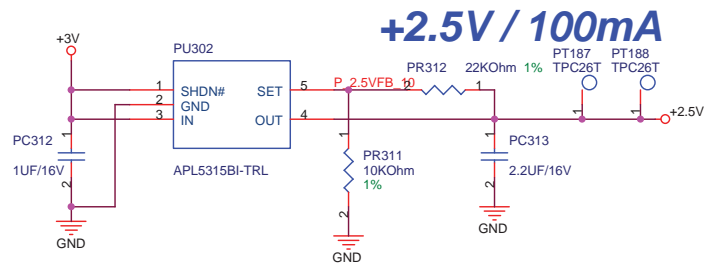 +2.5V / 100mA
+3V
PU302
PT187
TPC26T
PT188
TPC26T
P_2.5VFB_10
PR312
22KOhm 1%
2
1
1
SHDN#
2
GND
3
IN
SET
5
OUT
4
1
1
+2.5V
APL5315BI-TRL
PC312
1UF/16V
1
2
GND
PR311
10KOhm
1%
1
2
GND
PC313
2.2UF/16V
1
2
GND